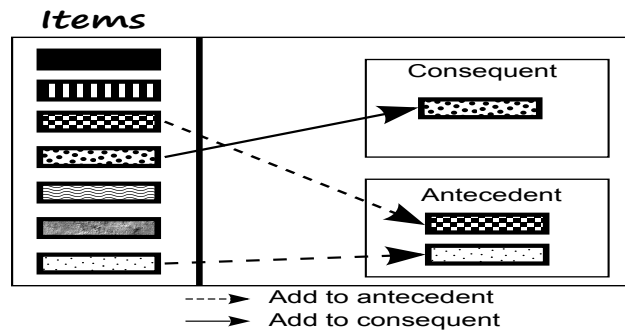 Items
Consequent
Antecedent
Add to antecedent
Add to consequent